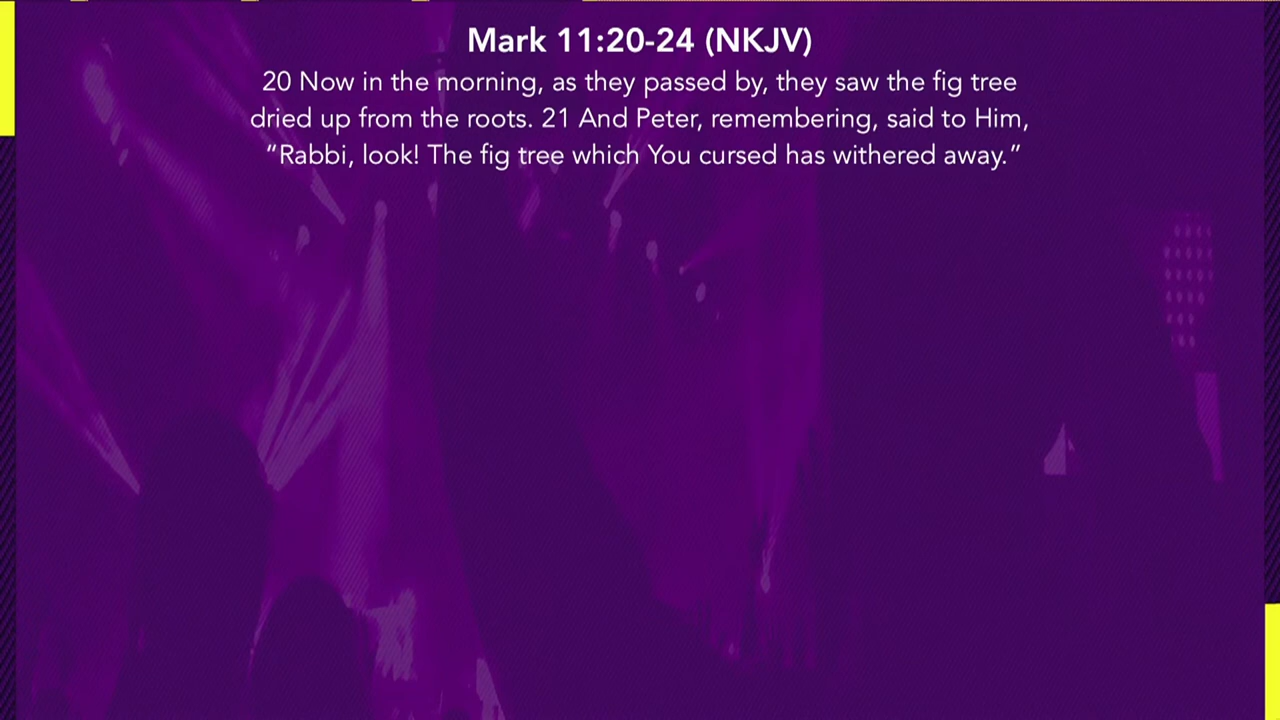 Mark 11:20-24 (NKJV)
20 Now in the morning, as they passed by, they saw the fig tree
dried up from the roots. 21 And Peter, remembering, said to Him,
“Rabbi, look! The fig tree which You cursed has withered away.”